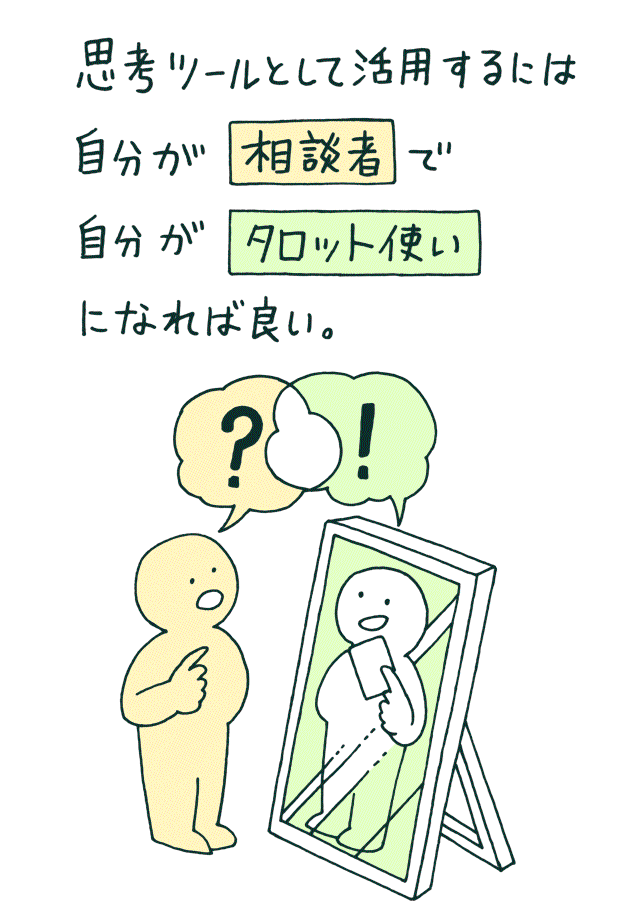 思考ツールとして活用するには
自分が 相談者 で
自分が タロット使い
になれば良い。
? !